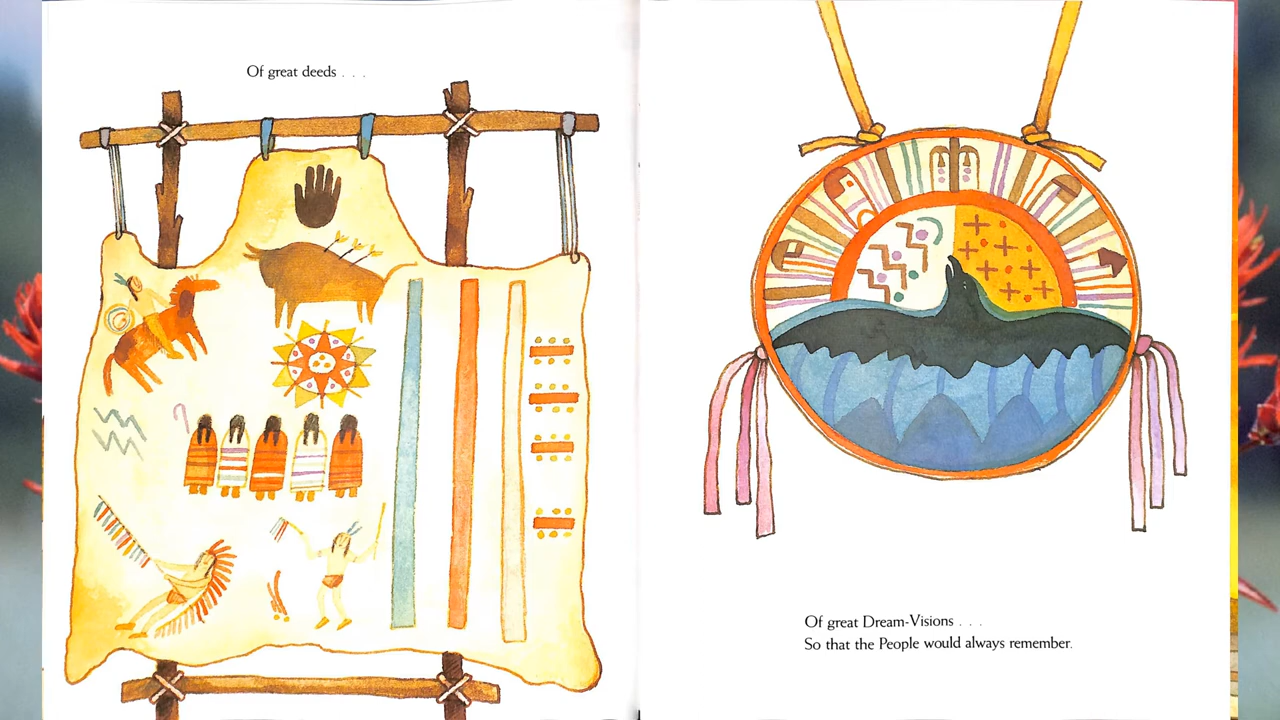 Of great deeds . . .
Of great Dream-Visions . . .
So that the People would always remember.